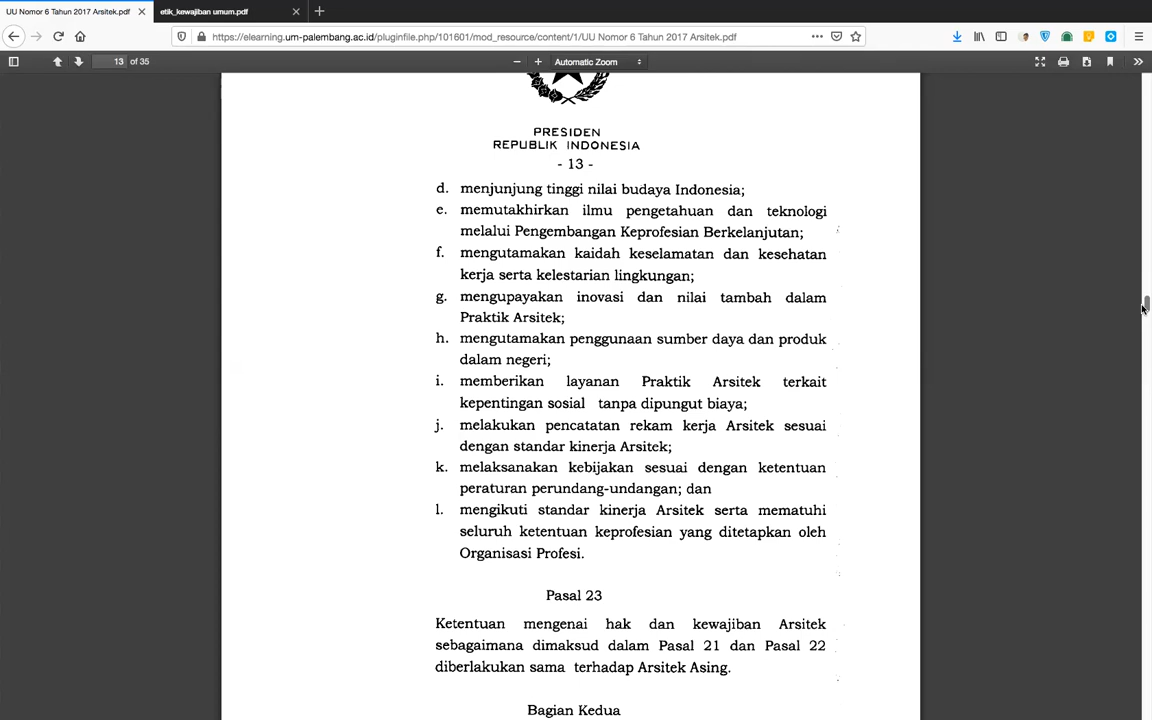 UU Nomor 6 Tahun 2017 Arsitek.pdf
etik_kewajiban umum.pdf
https://elearning.um-palembang.ac.id/pluginfile.php/101601/mod_resource/content/1/UU Nomor 6 Tahun 2017 Arsitek.pdf
13 of 35
Automatic Zoom
PRESIDEN
REPUBLIK INDONESIA
- 13 -
d. menjunjung tinggi nilai budaya Indonesia;
e. memutakhirkan ilmu pengetahuan dan teknologi
melalui Pengembangan Keprofesian Berkelanjutan;
f. mengutamakan kaidah keselamatan dan kesehatan
kerja serta kelestarian lingkungan;
g. mengupayakan inovasi dan nilai tambah dalam
Praktik Arsitek;
h. mengutamakan penggunaan sumber daya dan produk
dalam negeri;
i. memberikan layanan Praktik Arsitek terkait
kepentingan sosial tanpa dipungut biaya;
j. melakukan pencatatan rekam kerja Arsitek sesuai
dengan standar kinerja Arsitek;
k. melaksanakan kebijakan sesuai dengan ketentuan
peraturan perundang-undangan; dan
l. mengikuti standar kinerja Arsitek serta mematuhi
seluruh ketentuan keprofesian yang ditetapkan oleh
Organisasi Profesi.
Pasal 23
Ketentuan mengenai hak dan kewajiban Arsitek
sebagaimana dimaksud dalam Pasal 21 dan Pasal 22
diberlakukan sama terhadap Arsitek Asing.
Bagian Kedua